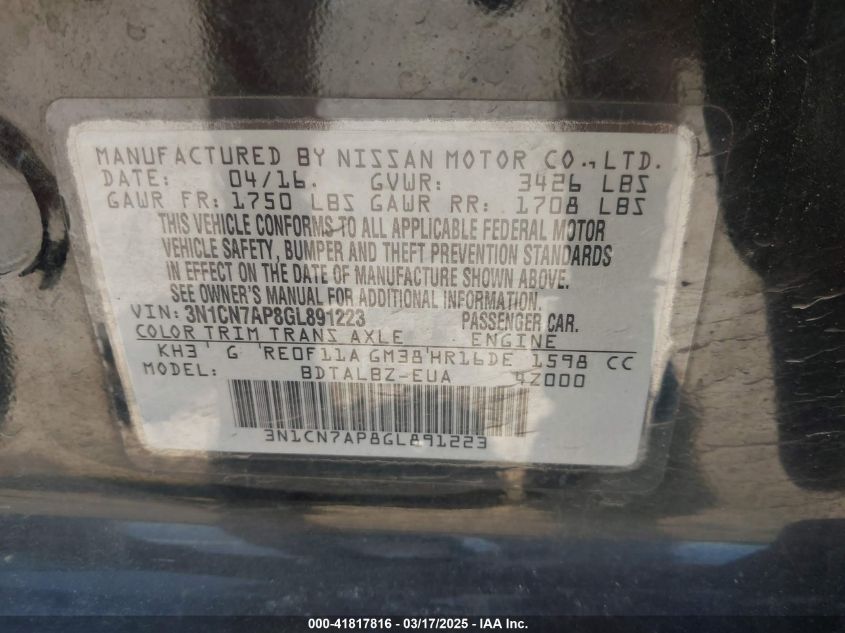 MANUFACTURED BY NISSAN MOTOR CO.,LTD.
DATE: 04/16. GVWR: 3426 LBS
GAWR FR: 1750 LBS GAWR RR: 1708 LBS
THIS VEHICLE CONFORMS TO ALL APPLICABLE FEDERAL MOTOR
VEHICLE SAFETY, BUMPER AND THEFT PREVENTION STANDARDS
IN EFFECT ON THE DATE OF MANUFACTURE SHOWN ABOVE.
SEE OWNER'S MANUAL FOR ADDITIONAL INFORMATION.
VIN: 3N1CN7AP8GL891223 PASSENGER CAR.
COLOR TRIM TRANS AXLE ENGINE
KH3 G RE0F11A GM38 HR16DE 1598 CC
MODEL: BDTALBZ-EUA 4Z000
3N1CN7AP8GL891223
000-41817816 | 03/17/2025 | IAA Inc.